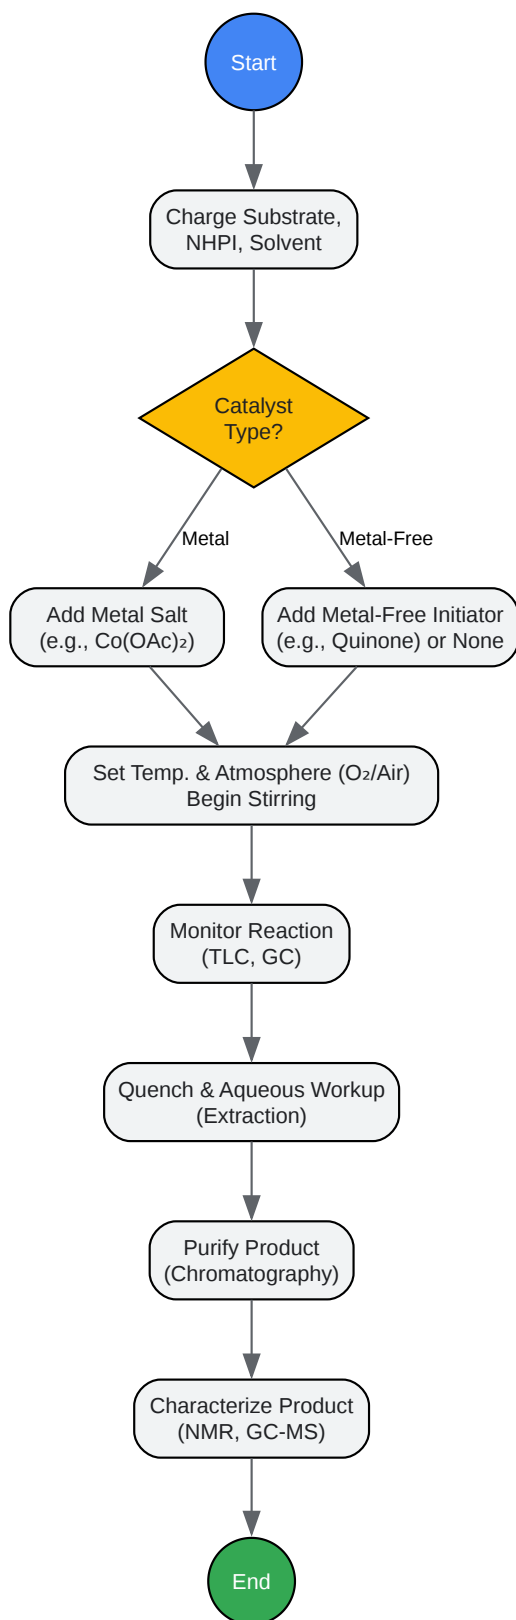 Start
Charge Substrate,
NHPI, Solvent
Catalyst
Type?
Metal
Metal-Free
Add Metal Salt
(e.g., Co(OAc)₂)
Add Metal-Free Initiator
(e.g., Quinone) or None
Set Temp. & Atmosphere (O₂/Air)
Begin Stirring
Monitor Reaction
(TLC, GC)
Quench & Aqueous Workup
(Extraction)
Purify Product
(Chromatography)
Characterize Product
(NMR, GC-MS)
End